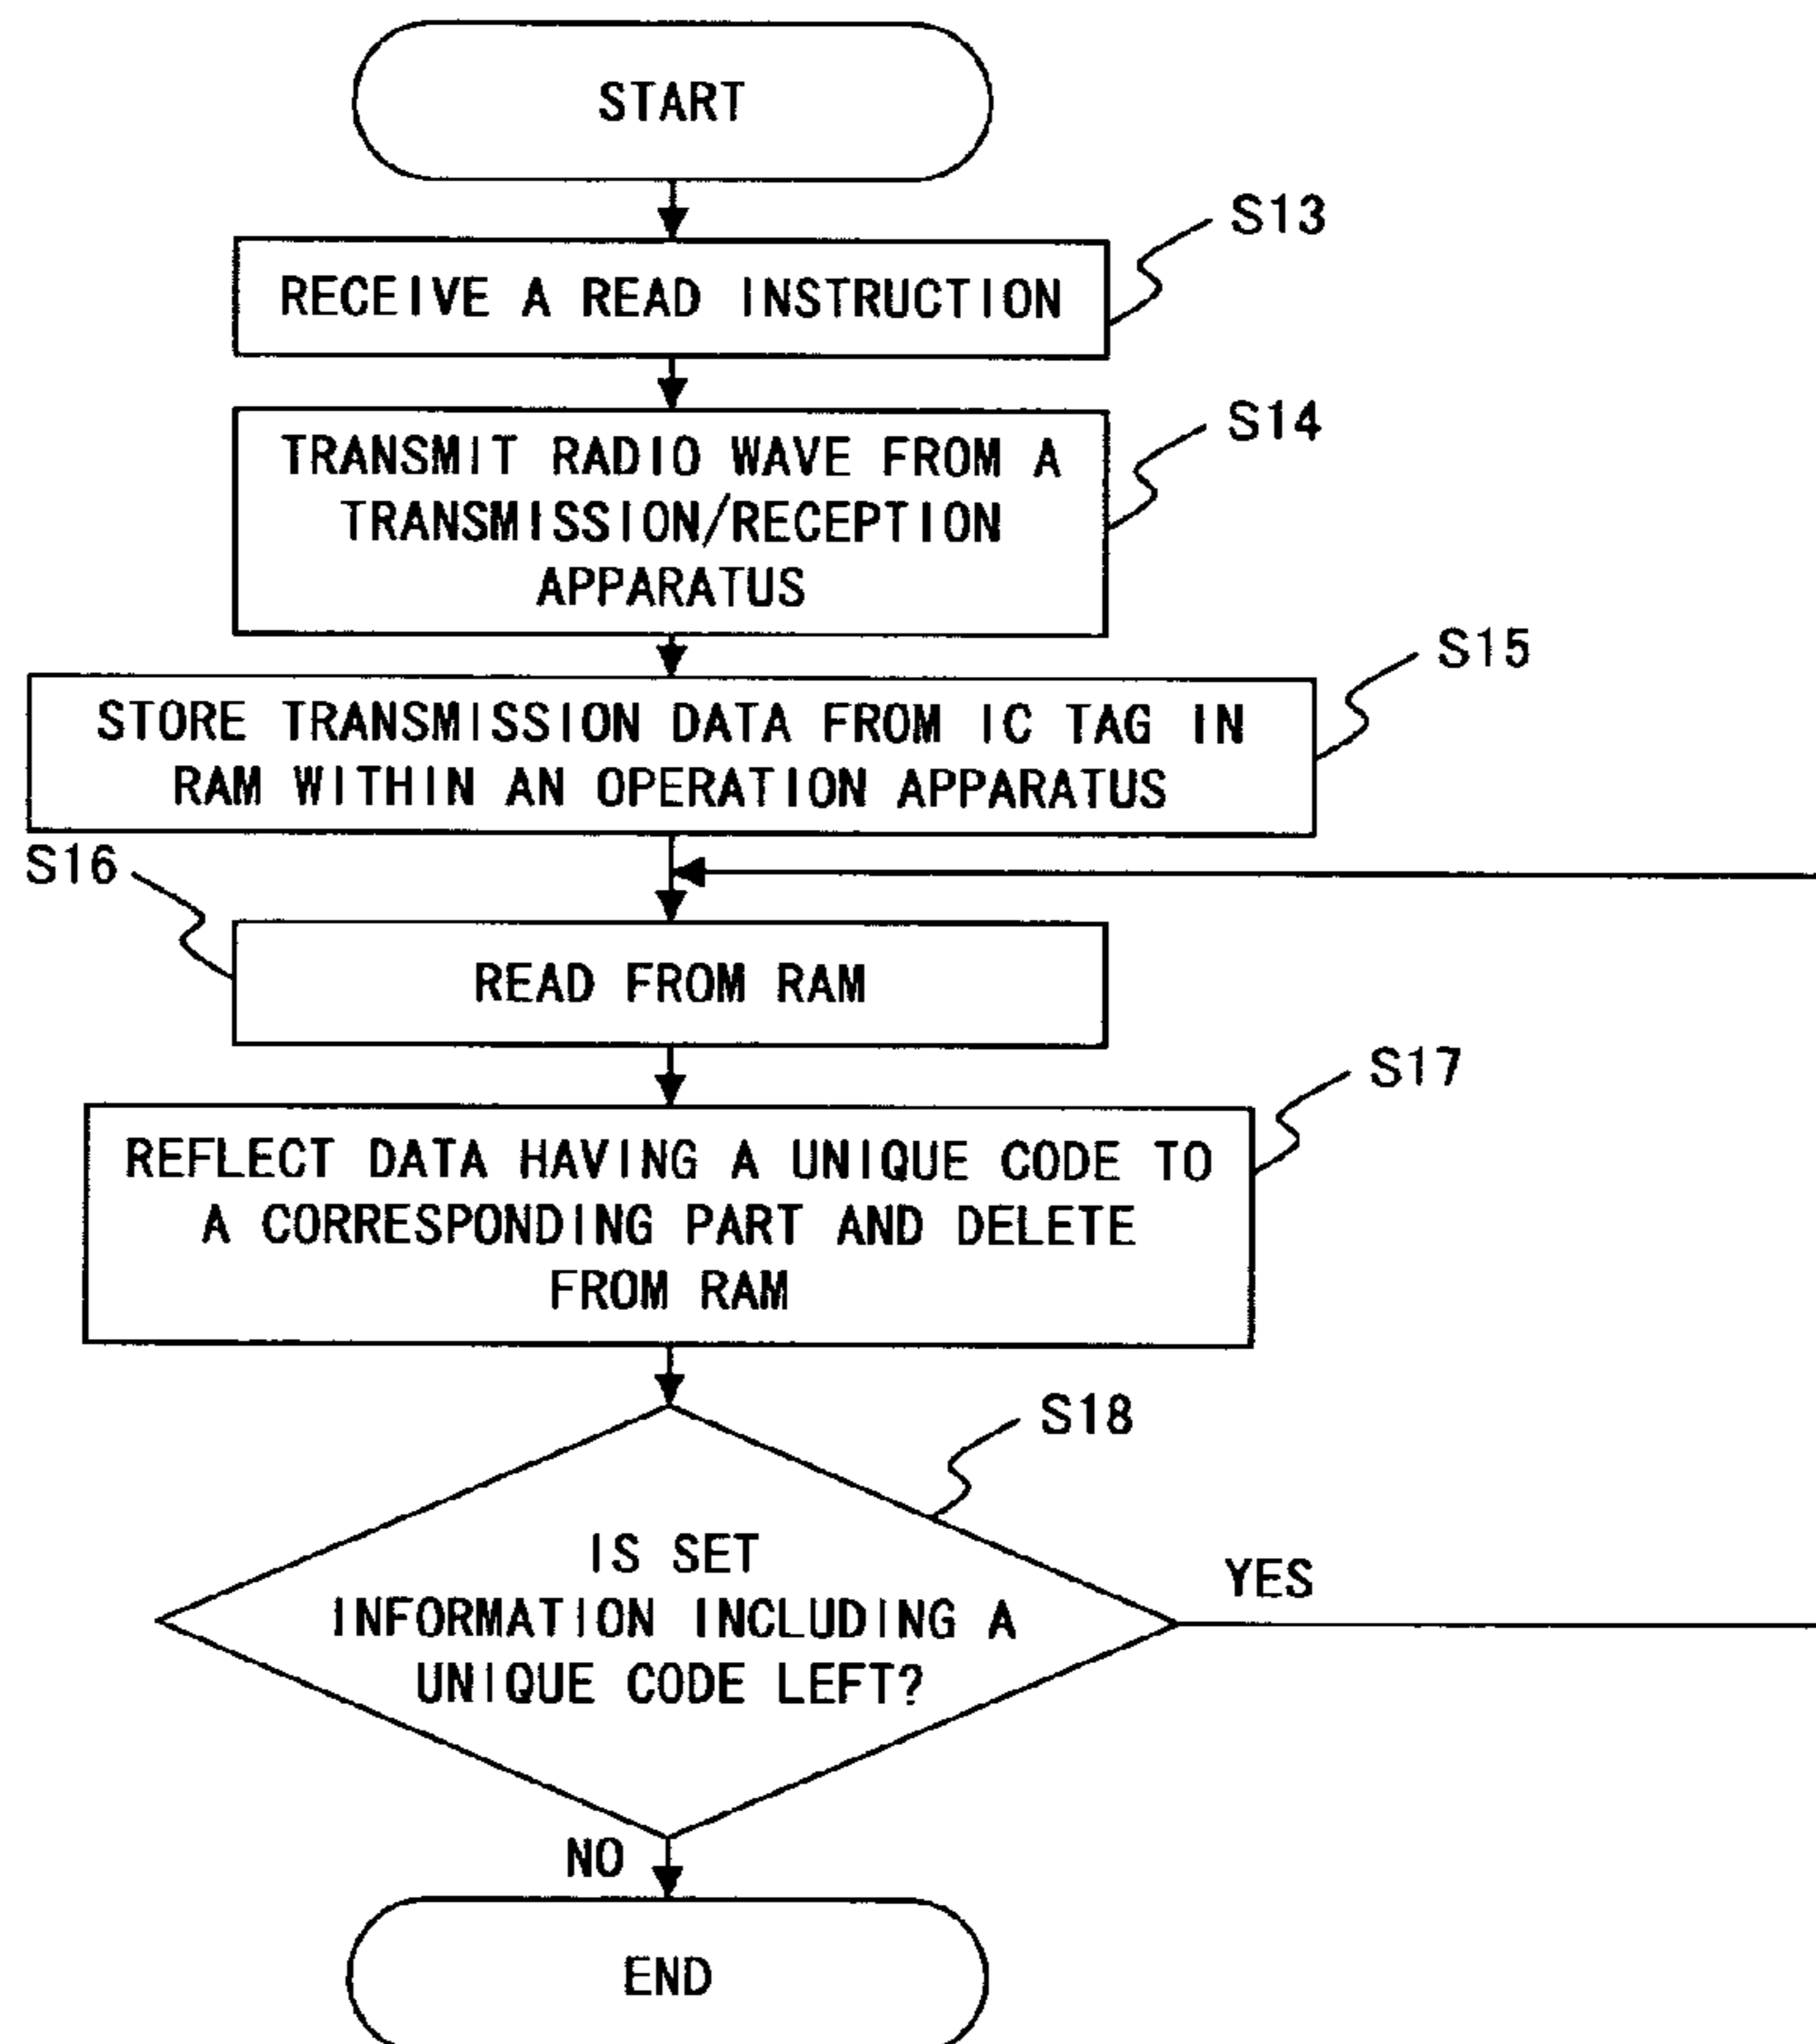 START
S13
RECEIVE A READ INSTRUCTION
S14
TRANSMIT RADIO WAVE FROM A
TRANSMISSION/RECEPTION
APPARATUS
S15
STORE TRANSMISSION DATA FROM IC TAG IN
RAM WITHIN AN OPERATION APPARATUS
S16
READ FROM RAM
S17
REFLECT DATA HAVING A UNIQUE CODE TO
A CORRESPONDING PART AND DELETE
FROM RAM
S18
IS SET
INFORMATION INCLUDING A
UNIQUE CODE LEFT?
YES
NO
END